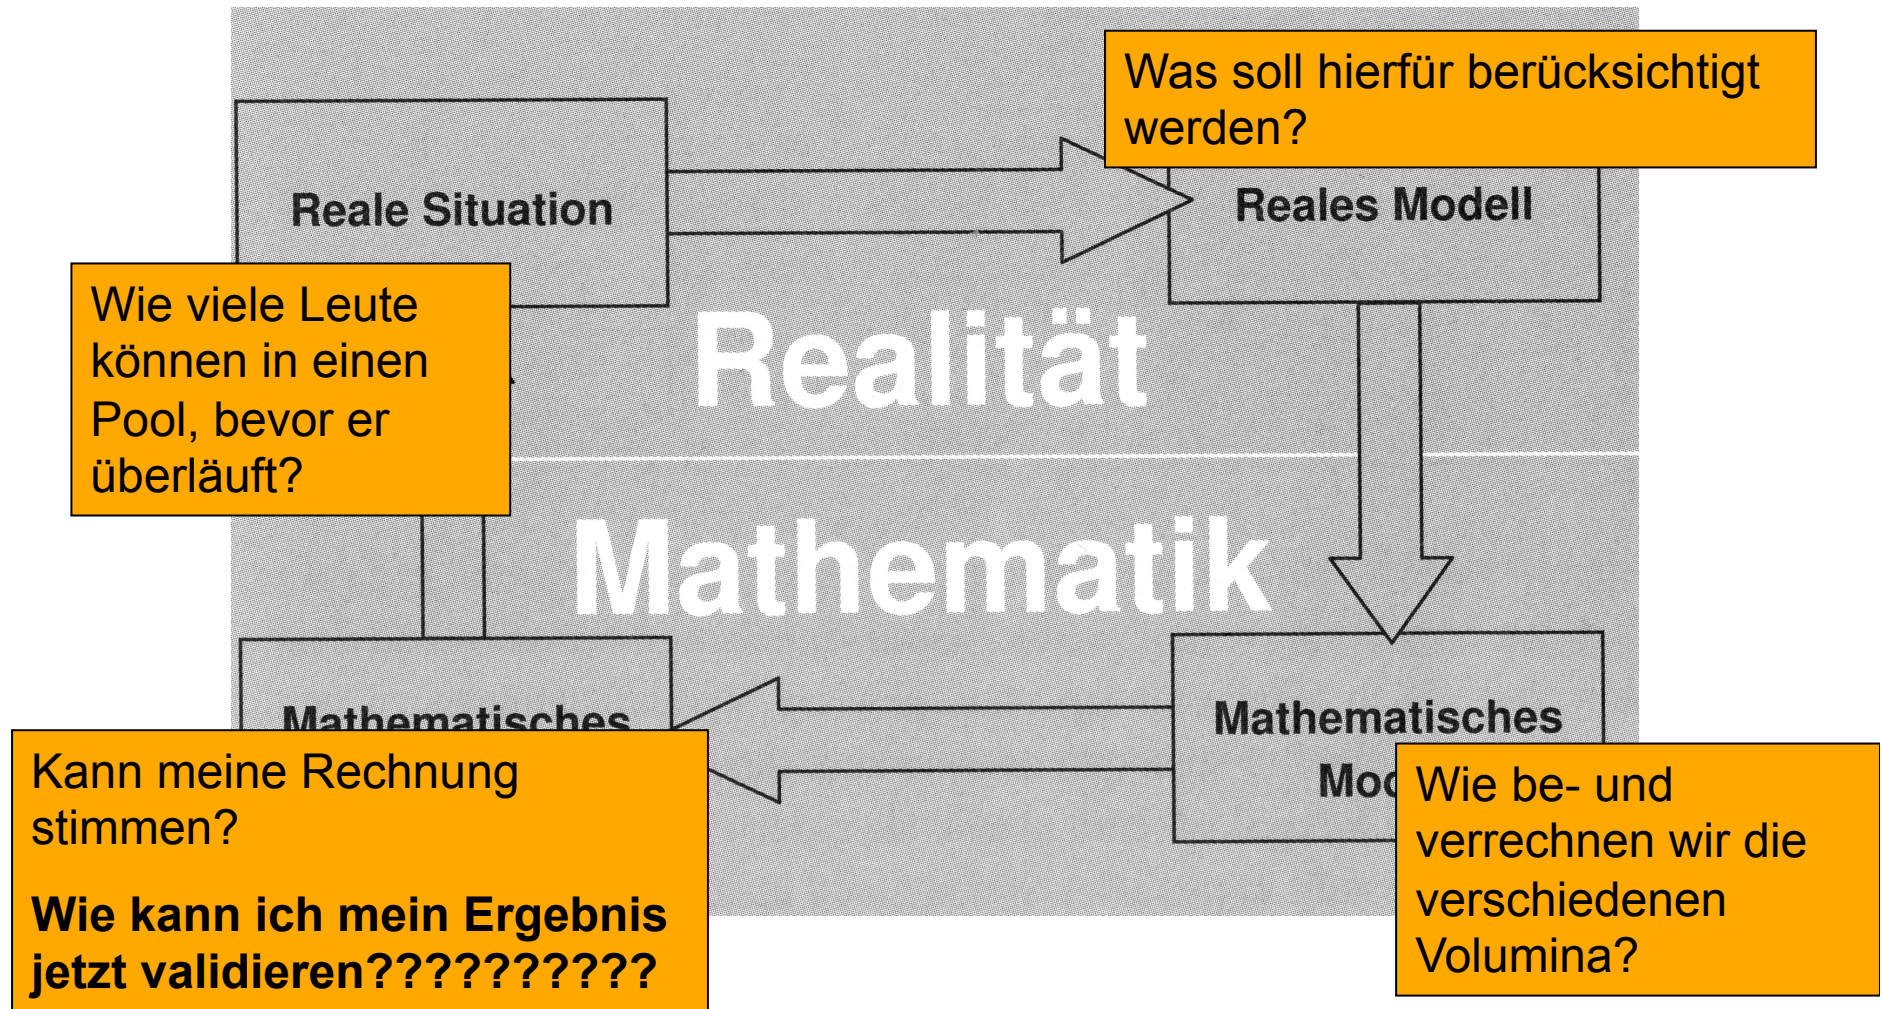 Was soll hierfür berücksichtigt
werden?
Reale Situation
Reales Modell
Wie viele Leute
können in einen
Pool, bevor er
überläuft?
Realität
Mathematik
Mathematisches
Kann meine Rechnung
stimmen?
Wie kann ich mein Ergebnis
jetzt validieren??????????
Mathematisches
Wie be- und
verrechnen wir die
verschiedenen
Volumina?